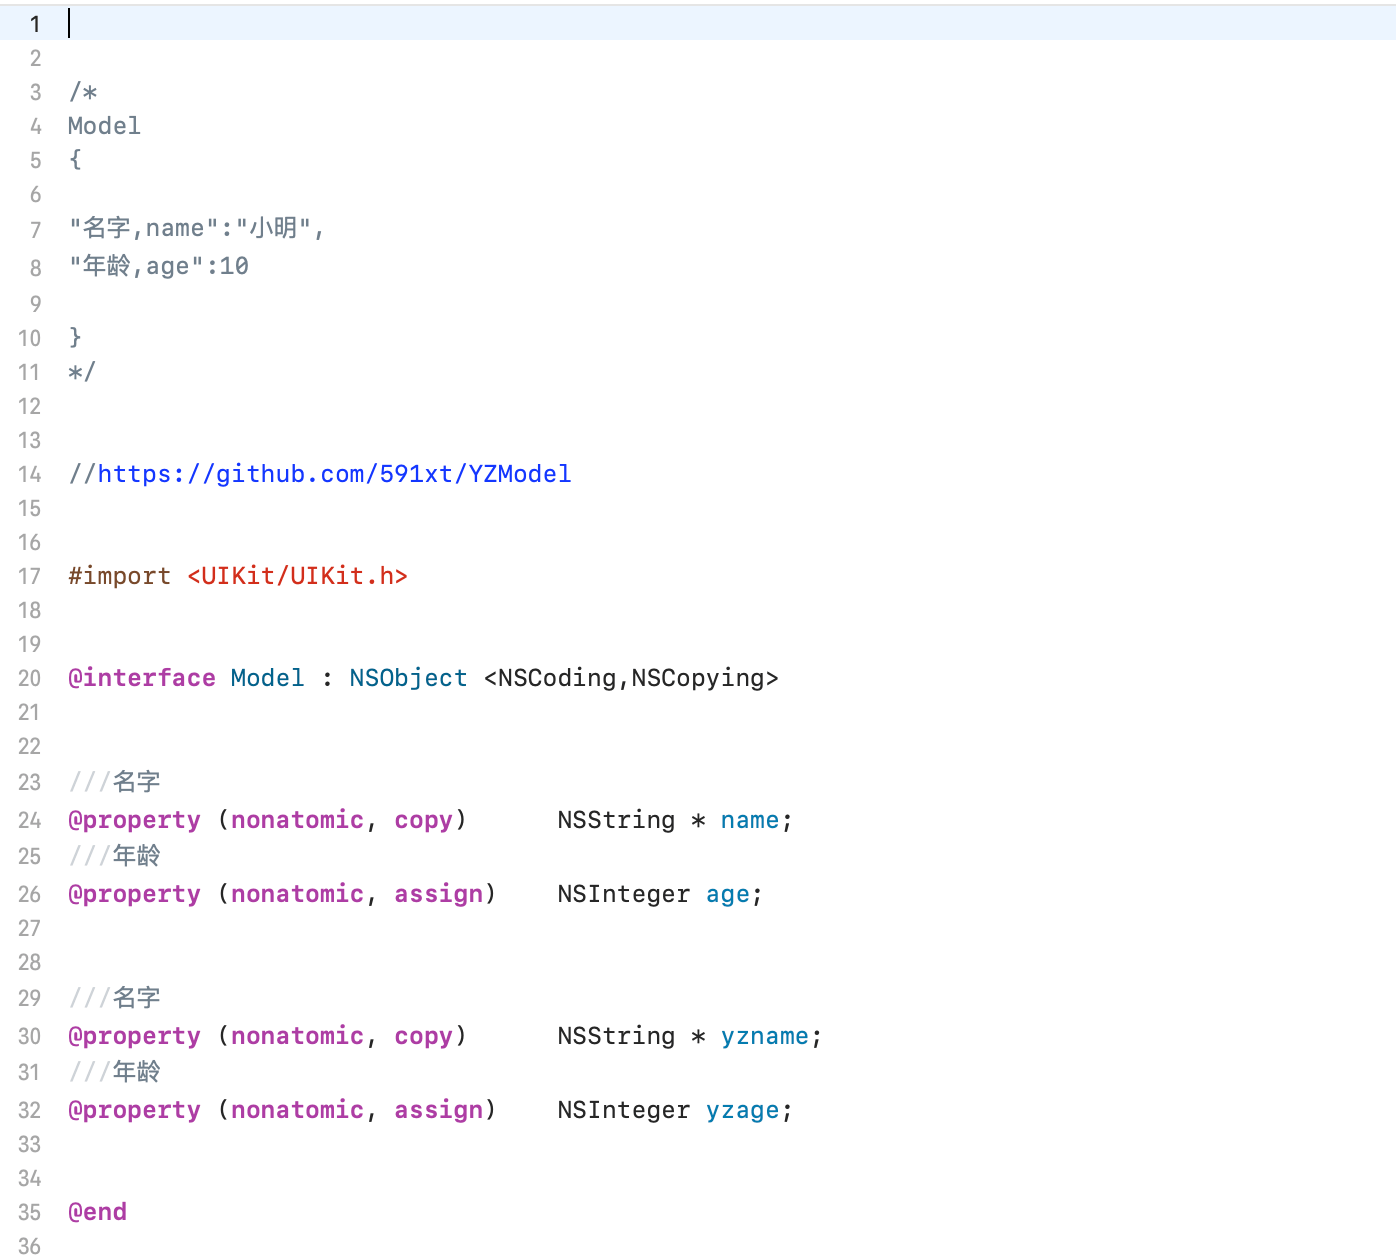 1
2
3 /*
4 Model
5 {
6
7 "名字,name":"小明",
8 "年龄,age":10
9
10 }
11 */
12
13
14 //https://github.com/591xt/YZModel
15
16
17 #import <UIKit/UIKit.h>
18
19
20 @interface Model : NSObject <NSCoding,NSCopying>
21
22
23 ///名字
24 @property (nonatomic, copy)      NSString * name;
25 ///年龄
26 @property (nonatomic, assign)    NSInteger age;
27
28
29 ///名字
30 @property (nonatomic, copy)      NSString * yzname;
31 ///年龄
32 @property (nonatomic, assign)    NSInteger yzage;
33
34
35 @end
36